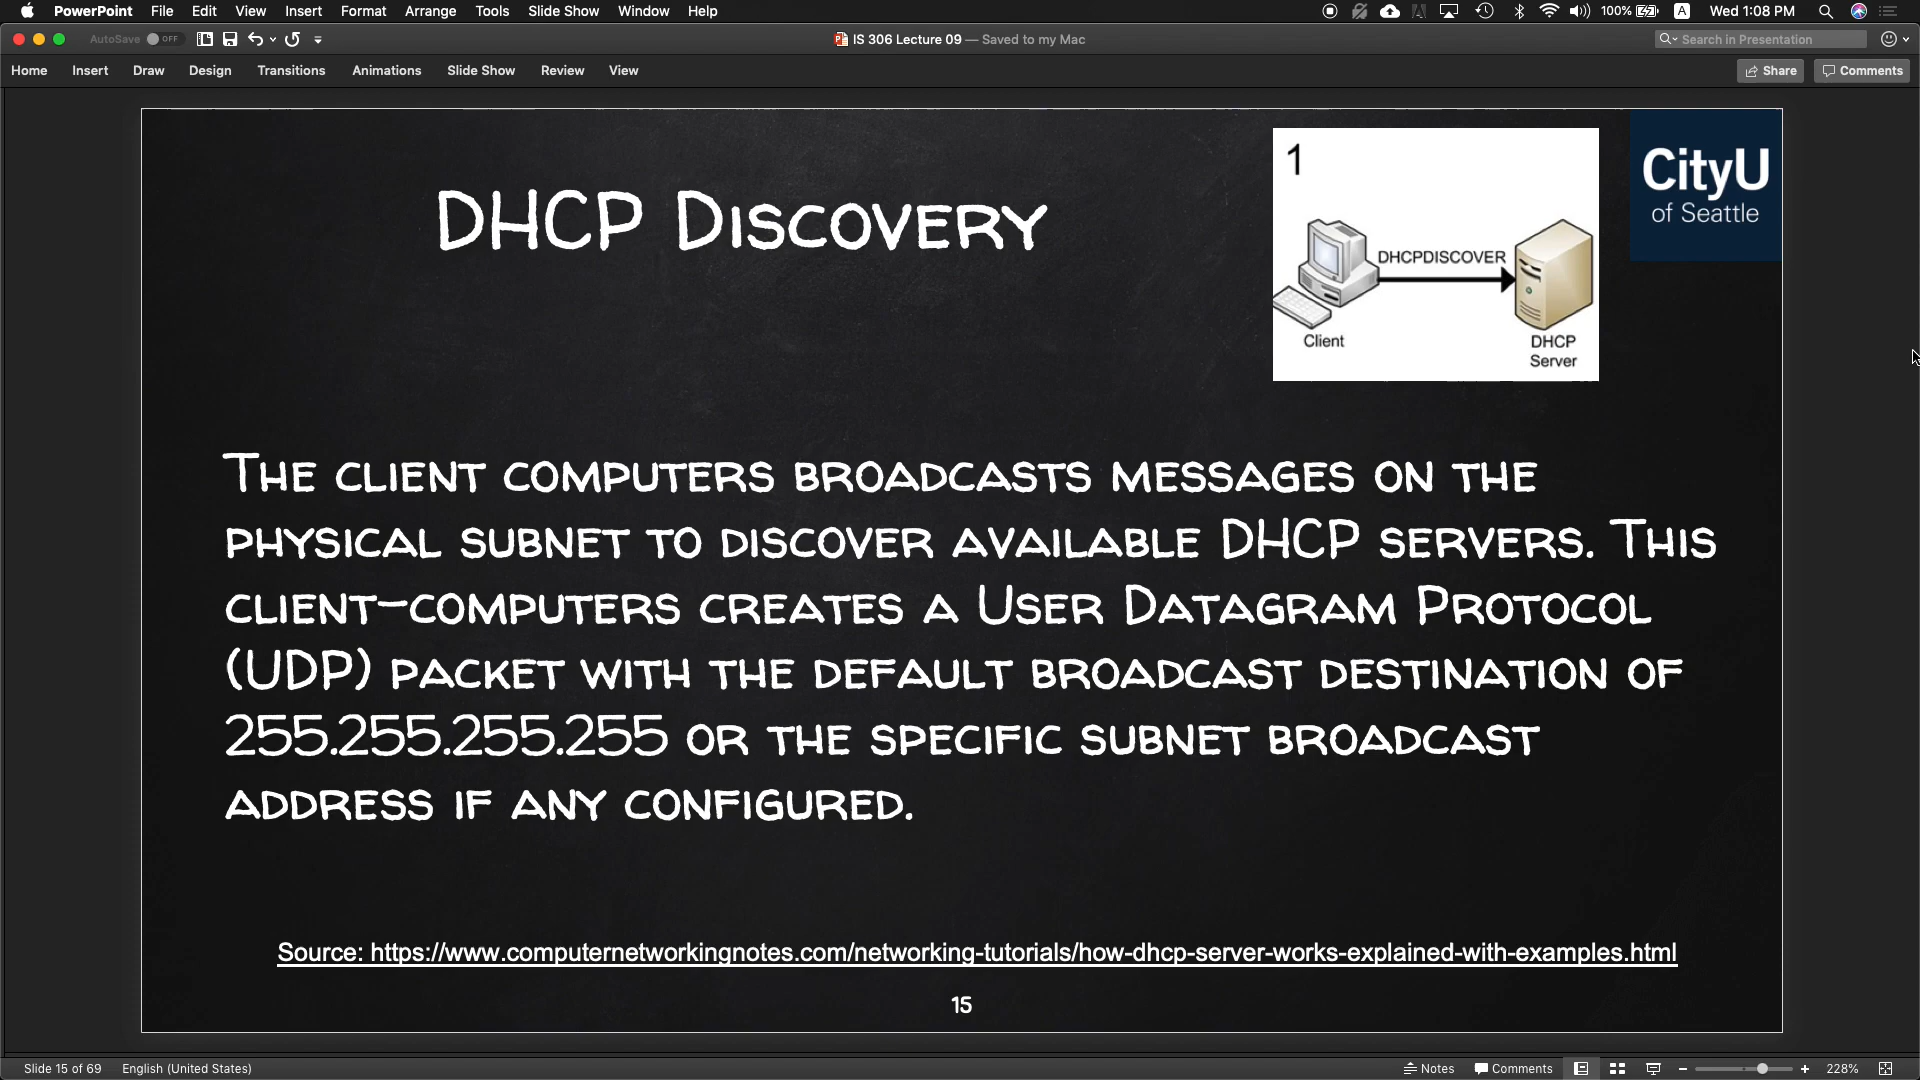 PowerPoint File Edit View Insert Format Arrange Tools Slide Show Window Help 100% A Wed 1:08 PM
AutoSave OFF IS 306 Lecture 09 — Saved to my Mac Search in Presentation
Home Insert Draw Design Transitions Animations Slide Show Review View Share Comments
DHCP Discovery
1
DHCPDISCOVER
Client
DHCP
Server
CityU
of Seattle
The client computers broadcasts messages on the
physical subnet to discover available DHCP servers. This
client-computers creates a User Datagram Protocol
(UDP) packet with the default broadcast destination of
255.255.255.255 or the specific subnet broadcast
address if any configured.
Source: https://www.computernetworkingnotes.com/networking-tutorials/how-dhcp-server-works-explained-with-examples.html
15
Slide 15 of 69 English (United States) Notes Comments 228%